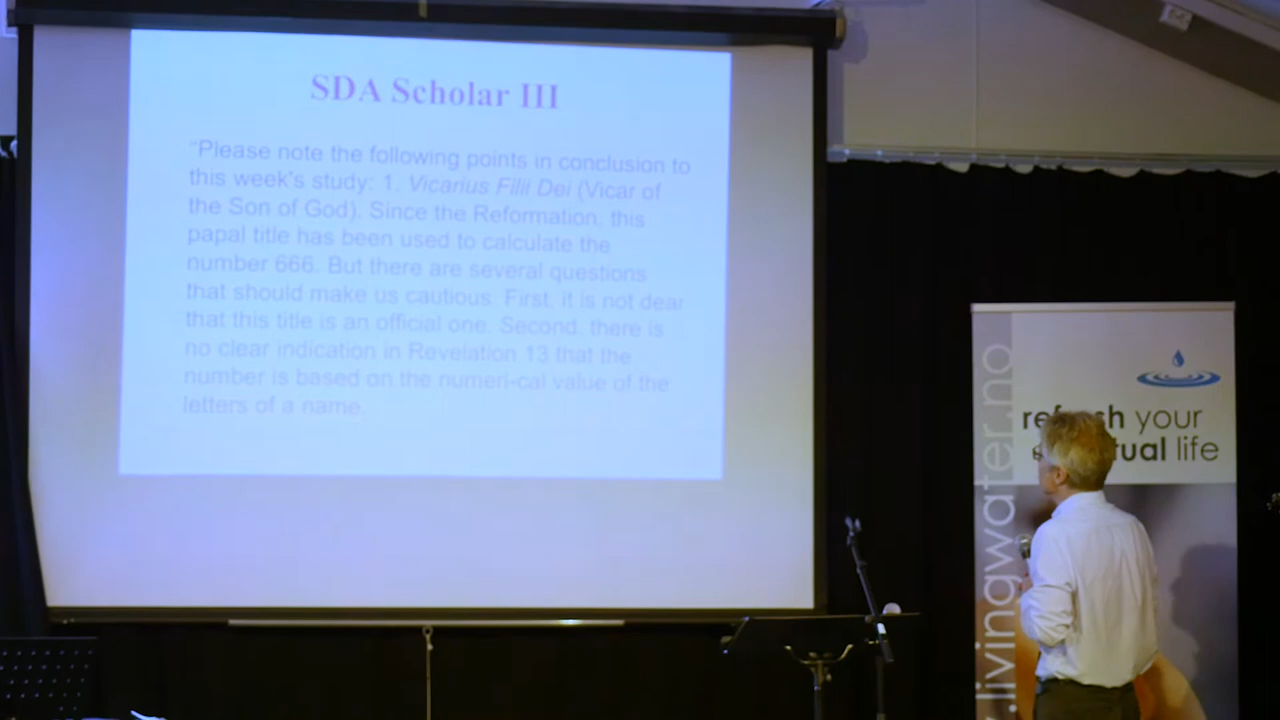 SDA Scholar III
"Please note the following points in conclusion to
this week's study: 1. Vicarius Filii Dei (Vicar of
the Son of God). Since the Reformation, this
papal title has been used to calculate the
number 666. But there are several questions
that should make us cautious: First, it is not clear
that this title is an official one. Second, there is
no clear indication in Revelation 13 that the
number is based on the numeri-cal value of the
letters of a name.
refresh your
tual life
.livingwater.no